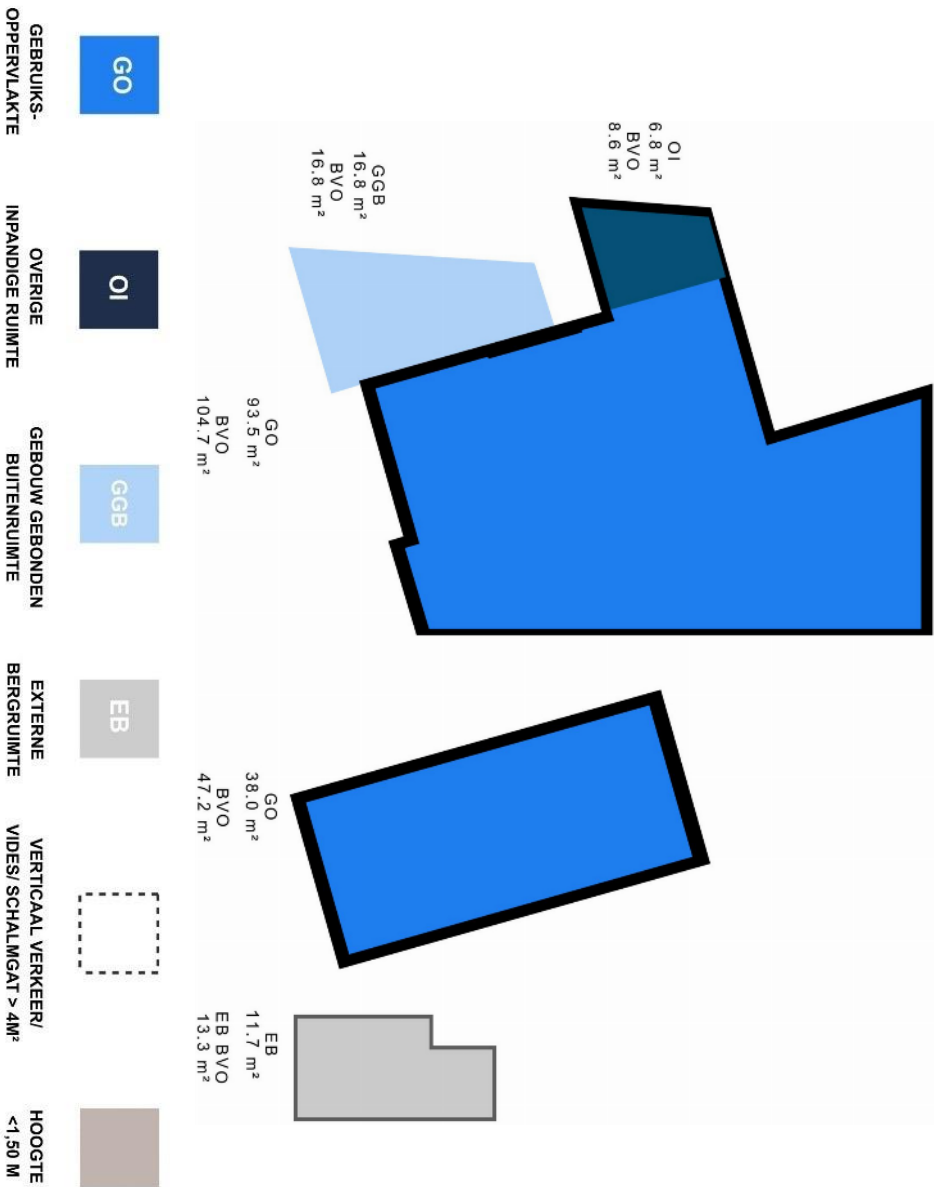 OI
6.8 m²
BVO
8.6 m²
GGB
16.8 m²
BVO
16.8 m²
GO
93.5 m²
BVO
104.7 m²
GO
38.0 m²
BVO
47.2 m²
EB
11.7 m²
EB BVO
13.3 m²
GO
GEBRUIKS-
OPPERVLAKTE
OI
OVERIGE
INPANDIGE RUIMTE
GGB
GEBOUW GEBONDEN
BUITENRUIMTE
EB
EXTERNE
BERGRUIMTE
VERTICAAL VERKEER/
VIDES/ SCHALMGAT > 4M²
HOOGTE
<1,50 M